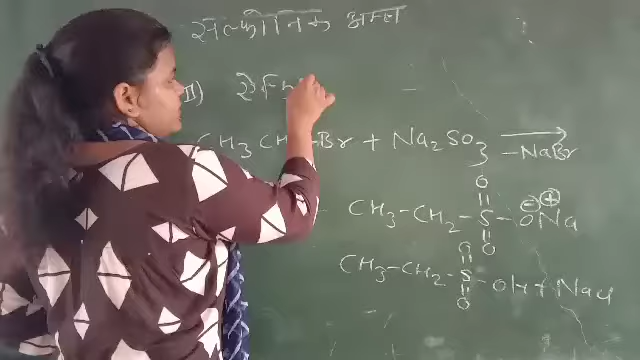 सल्फोनिक अम्ल
II)
CH3 CH -Br + Na2SO3 →
-NaBr
O
CH3-CH2-S-O Na
⊖ ⊕
O
O
CH3-CH2-S-OH + NaCl
O